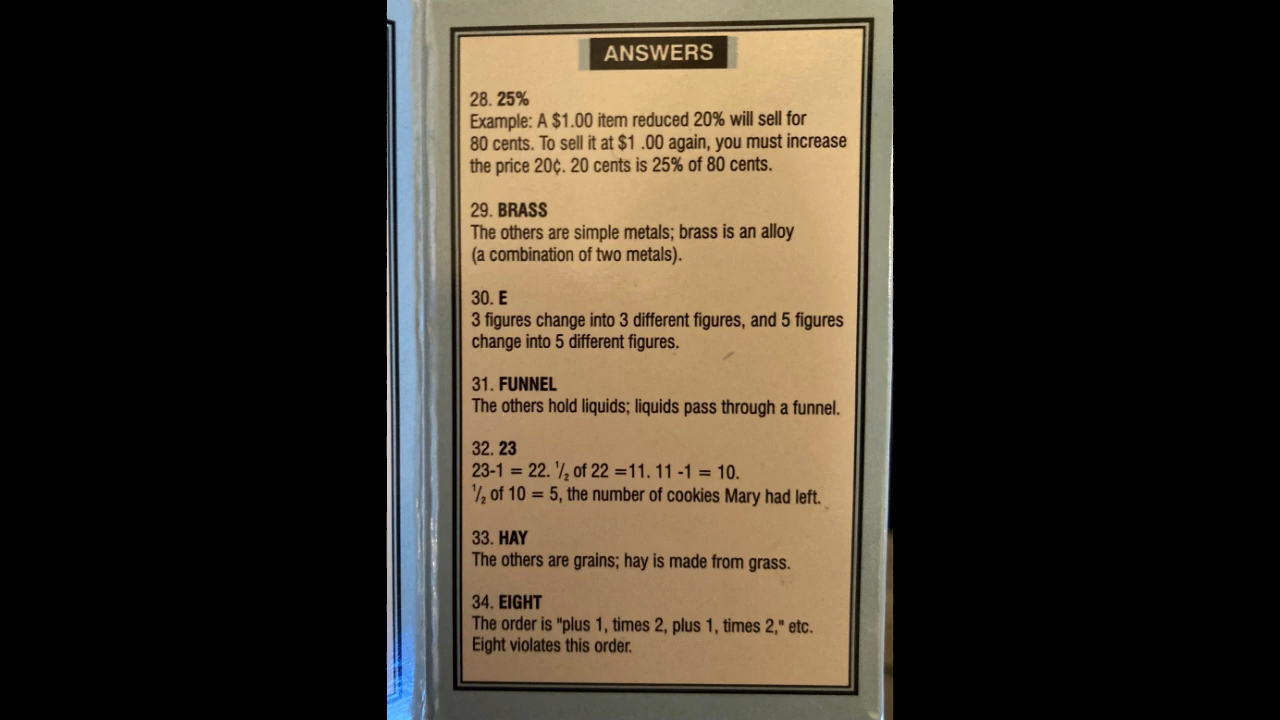 ANSWERS
28. 25%
Example: A $1.00 item reduced 20% will sell for
80 cents. To sell it at $1 .00 again, you must increase
the price 20¢. 20 cents is 25% of 80 cents.
29. BRASS
The others are simple metals; brass is an alloy
(a combination of two metals).
30. E
3 figures change into 3 different figures, and 5 figures
change into 5 different figures.
31. FUNNEL
The others hold liquids; liquids pass through a funnel.
32. 23
23-1 = 22. 1/2 of 22 =11. 11 -1 = 10.
1/2 of 10 = 5, the number of cookies Mary had left.
33. HAY
The others are grains; hay is made from grass.
34. EIGHT
The order is "plus 1, times 2, plus 1, times 2," etc.
Eight violates this order.